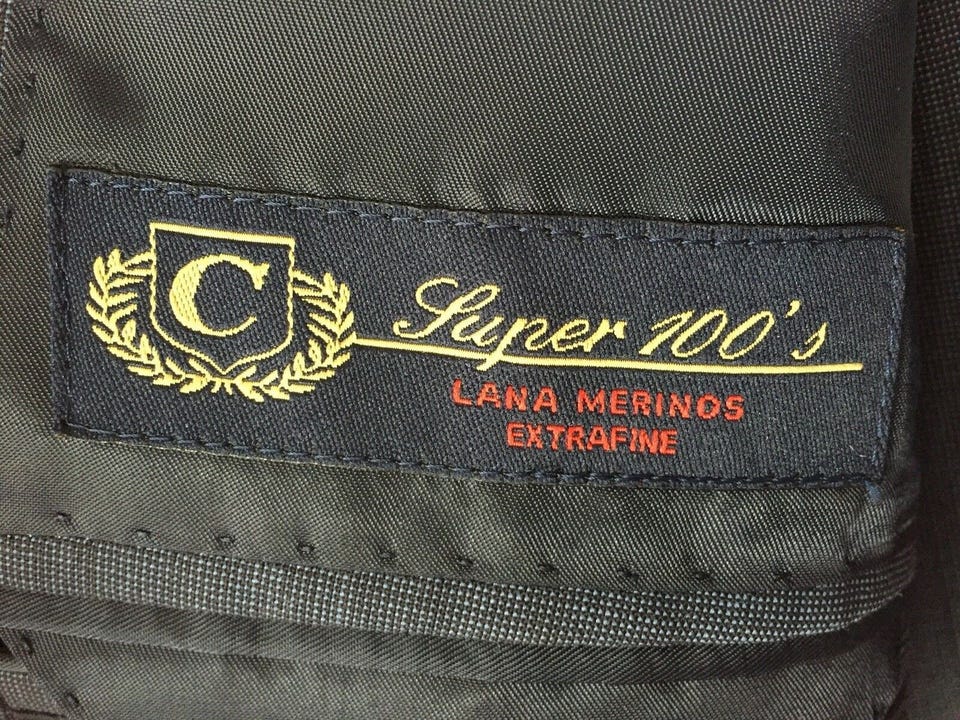 C
Super 100's
LANA MERINOS
EXTRAFINE